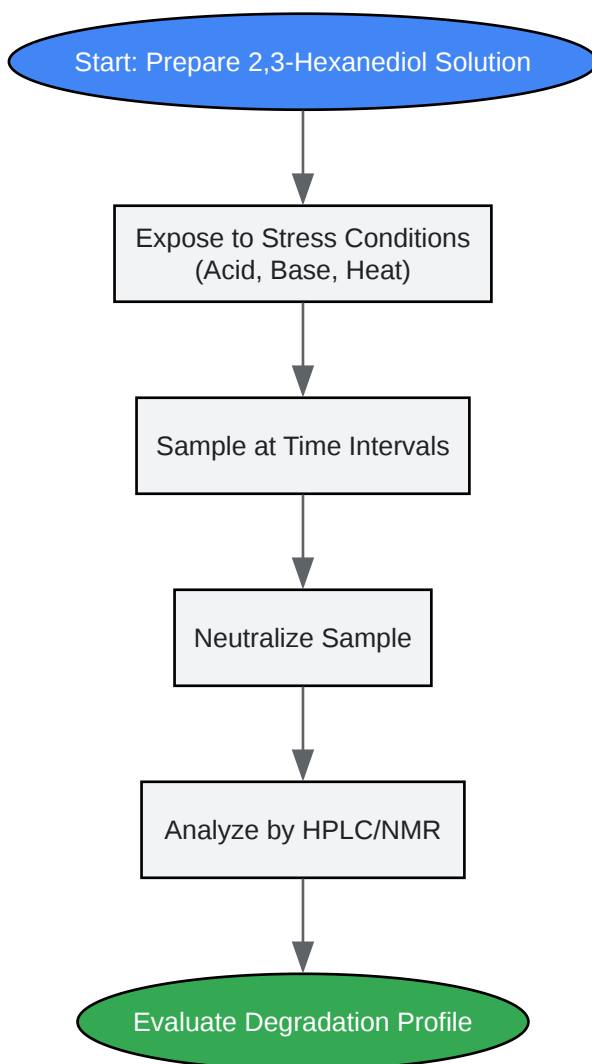 Start: Prepare 2,3-Hexanediol Solution
Expose to Stress Conditions
(Acid, Base, Heat)
Sample at Time Intervals
Neutralize Sample
Analyze by HPLC/NMR
Evaluate Degradation Profile